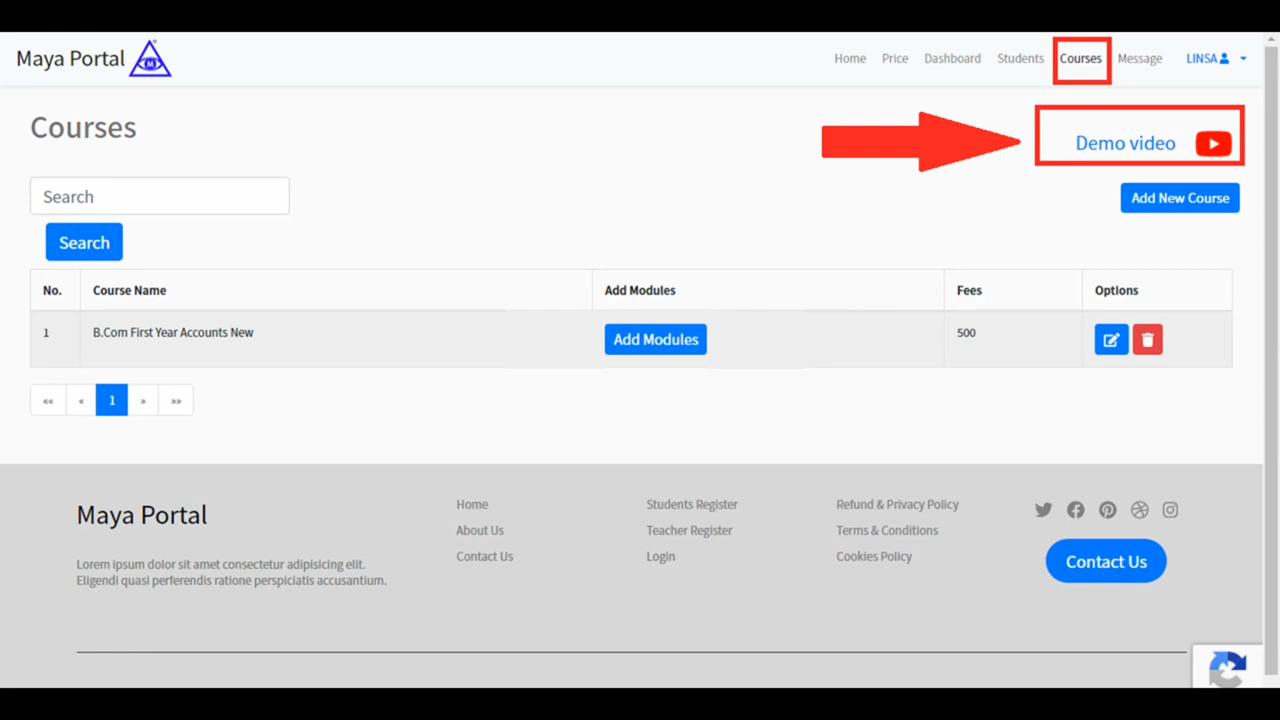 Maya Portal
Home Price Dashboard Students Courses Message LINSA
Courses
Demo video
Search
Add New Course
Search
No. Course Name Add Modules Fees Options
1 B.Com First Year Accounts New Add Modules 500
«« « 1 » »»
Maya Portal
Lorem ipsum dolor sit amet consectetur adipisicing elit.
Eligendi quasi perferendis ratione perspiciatis accusantium.
Home
About Us
Contact Us
Students Register
Teacher Register
Login
Refund & Privacy Policy
Terms & Conditions
Cookies Policy
Contact Us